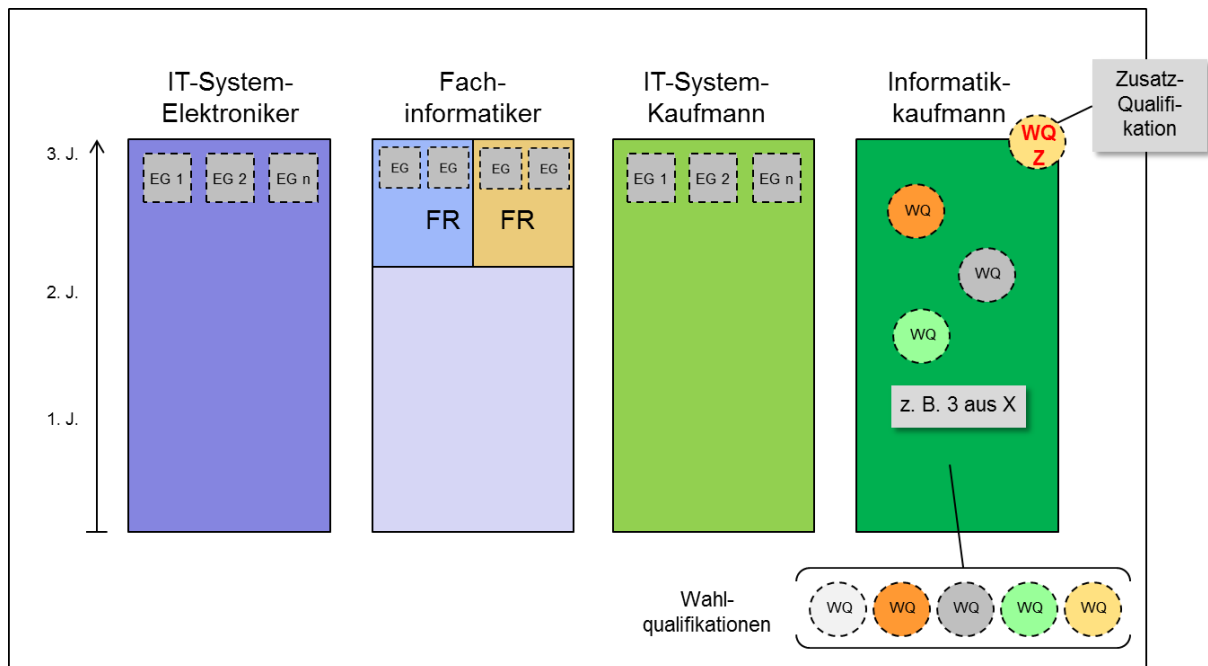 IT-System-
Elektroniker
Fach-
informatiker
IT-System-
Kaufmann
Informatik-
kaufmann
Zusatz-
Qualifi-
kation
3. J.
2. J.
1. J.
EG 1
EG 2
EG n
EG
EG
EG
EG
FR
FR
EG 1
EG 2
EG n
WQ
Z
WQ
WQ
WQ
z. B. 3 aus X
Wahl-
qualifikationen
WQ
WQ
WQ
WQ
WQ